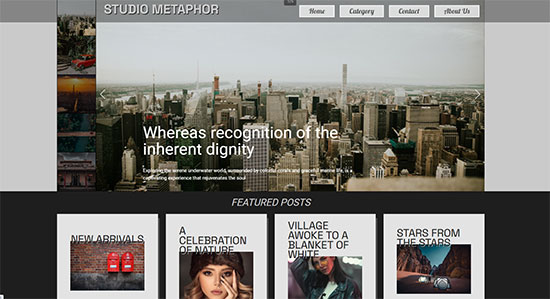 STUDIO METAPHOR
Home
Category
Contact
About Us
Whereas recognition of the
inherent dignity
Exploring the serene underwater world, surrounded by colorful corals and graceful marine life, is a
captivating experience that rejuvenates the soul
FEATURED POSTS
NEW ARRIVALS
A
CELEBRATION
OF NATURE
VILLAGE
AWOKE TO A
BLANKET OF
WHITE
STARS FROM
THE STARS